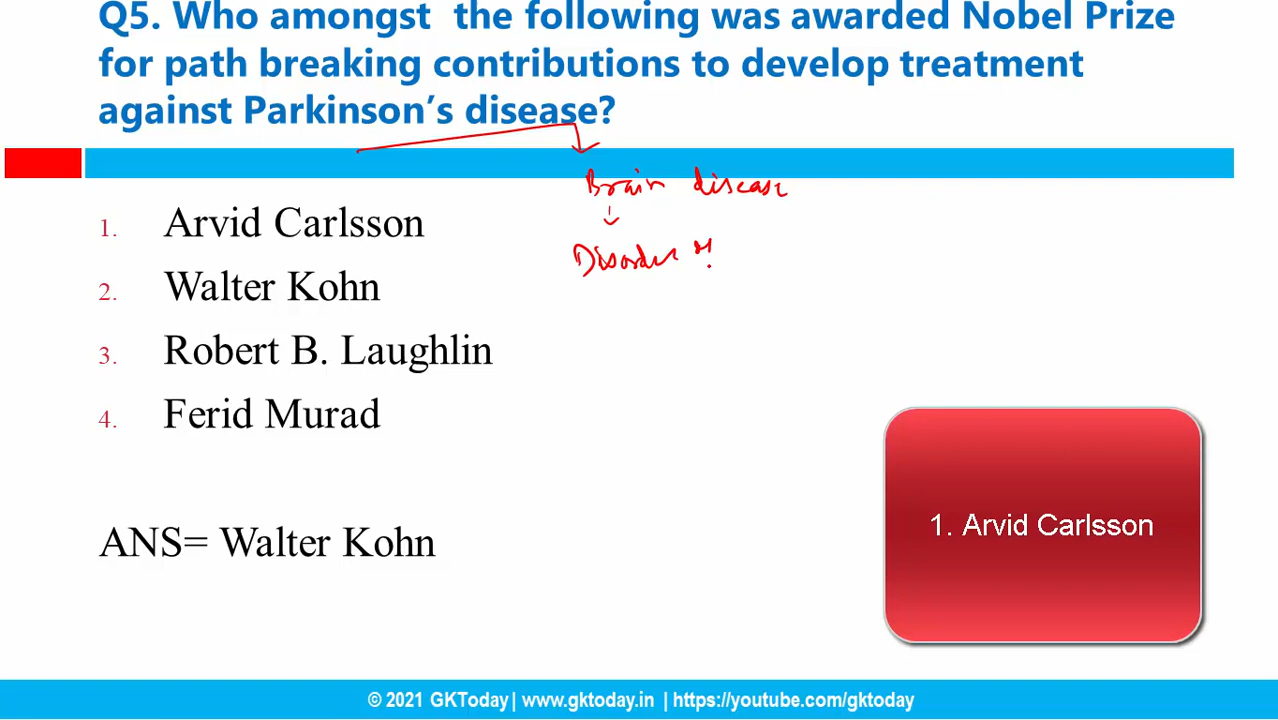 Q5. Who amongst the following was awarded Nobel Prize
for path breaking contributions to develop treatment
against Parkinson's disease?
Brain disease
Disorder of
1. Arvid Carlsson
2. Walter Kohn
3. Robert B. Laughlin
4. Ferid Murad
ANS= Walter Kohn
1. Arvid Carlsson
© 2021 GKToday| www.gktoday.in | https://youtube.com/gktoday